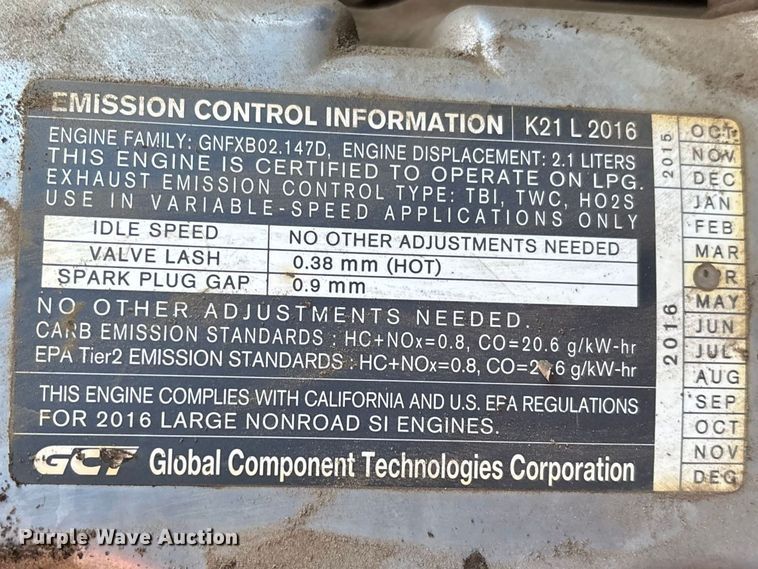 EMISSION CONTROL INFORMATION K21 L 2016
ENGINE FAMILY: GNFXB02.147D, ENGINE DISPLACEMENT: 2.1 LITERS
THIS ENGINE IS CERTIFIED TO OPERATE ON LPG.
EXHAUST EMISSION CONTROL TYPE: TBI, TWC, HO2S
USE IN VARIABLE-SPEED APPLICATIONS ONLY
IDLE SPEED NO OTHER ADJUSTMENTS NEEDED
VALVE LASH 0.38 mm (HOT)
SPARK PLUG GAP 0.9 mm
NO OTHER ADJUSTMENTS NEEDED.
CARB EMISSION STANDARDS : HC+NOx=0.8, CO=20.6 g/kW-hr
EPA Tier2 EMISSION STANDARDS : HC+NOx=0.8, g/kW-hr
THIS ENGINE COMPLIES WITH CALIFORNIA AND U.S. EPA REGULATIONS
FOR 2016 LARGE NONROAD SI ENGINES.
GCT Global Component Technologies Corporation
2015
OCT
NOV
DEC
2016
JAN
FEB
MAR
MAY
JUN
JUL
AUG
SEP
OCT
NOV
DEC
Purple Wave Auction